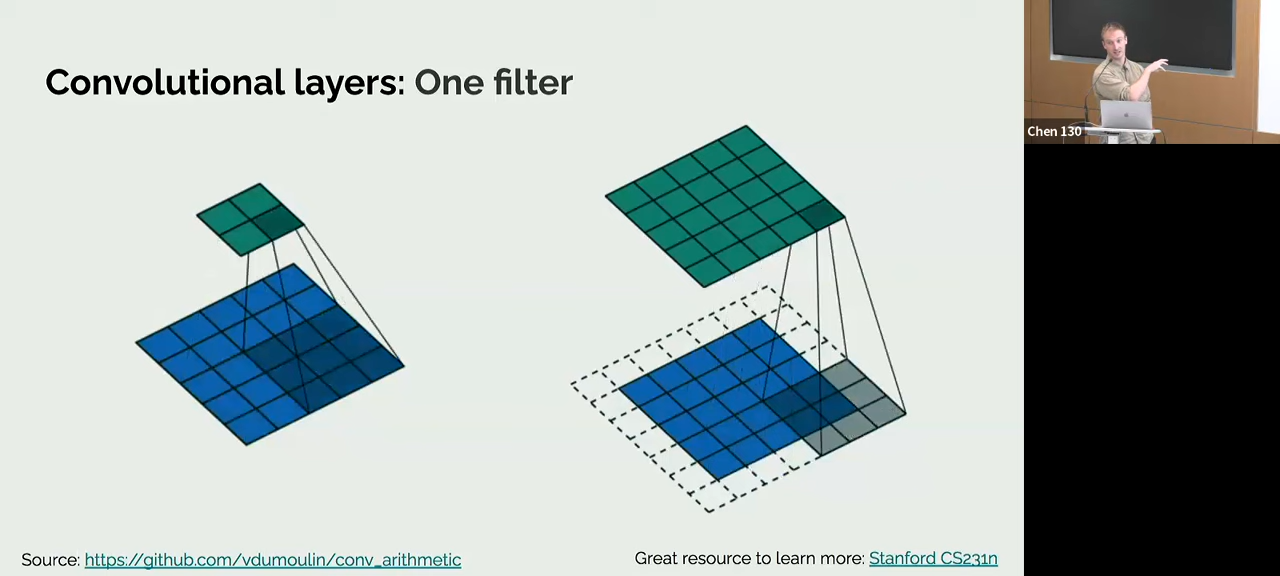 Convolutional layers: One filter
Chen 130
Source: https://github.com/vdumoulin/conv_arithmetic
Great resource to learn more: Stanford CS231n